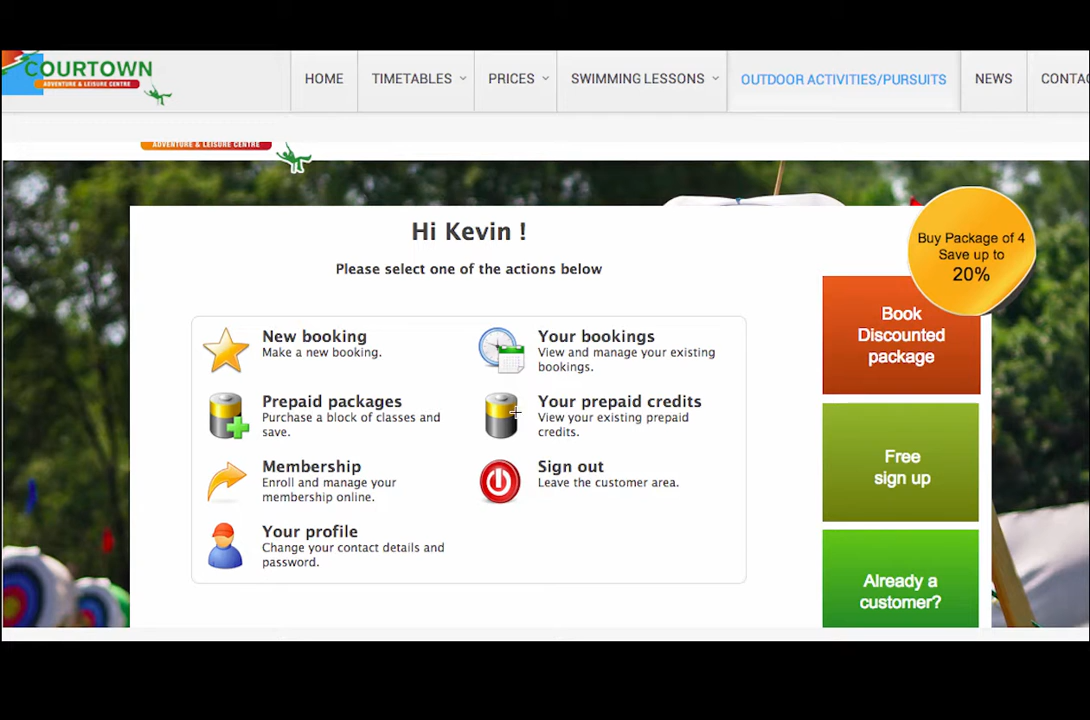 COURTOWN
ADVENTURE & LEISURE CENTRE
HOME
TIMETABLES
PRICES
SWIMMING LESSONS
OUTDOOR ACTIVITIES/PURSUITS
NEWS
CONTAC
ADVENTURE & LEISURE CENTRE
Hi Kevin !
Please select one of the actions below
New booking
Make a new booking.
Your bookings
View and manage your existing
bookings.
Prepaid packages
Purchase a block of classes and
save.
Your prepaid credits
View your existing prepaid
credits.
Membership
Enroll and manage your
membership online.
Sign out
Leave the customer area.
Your profile
Change your contact details and
password.
Buy Package of 4
Save up to
20%
Book
Discounted
package
Free
sign up
Already a
customer?